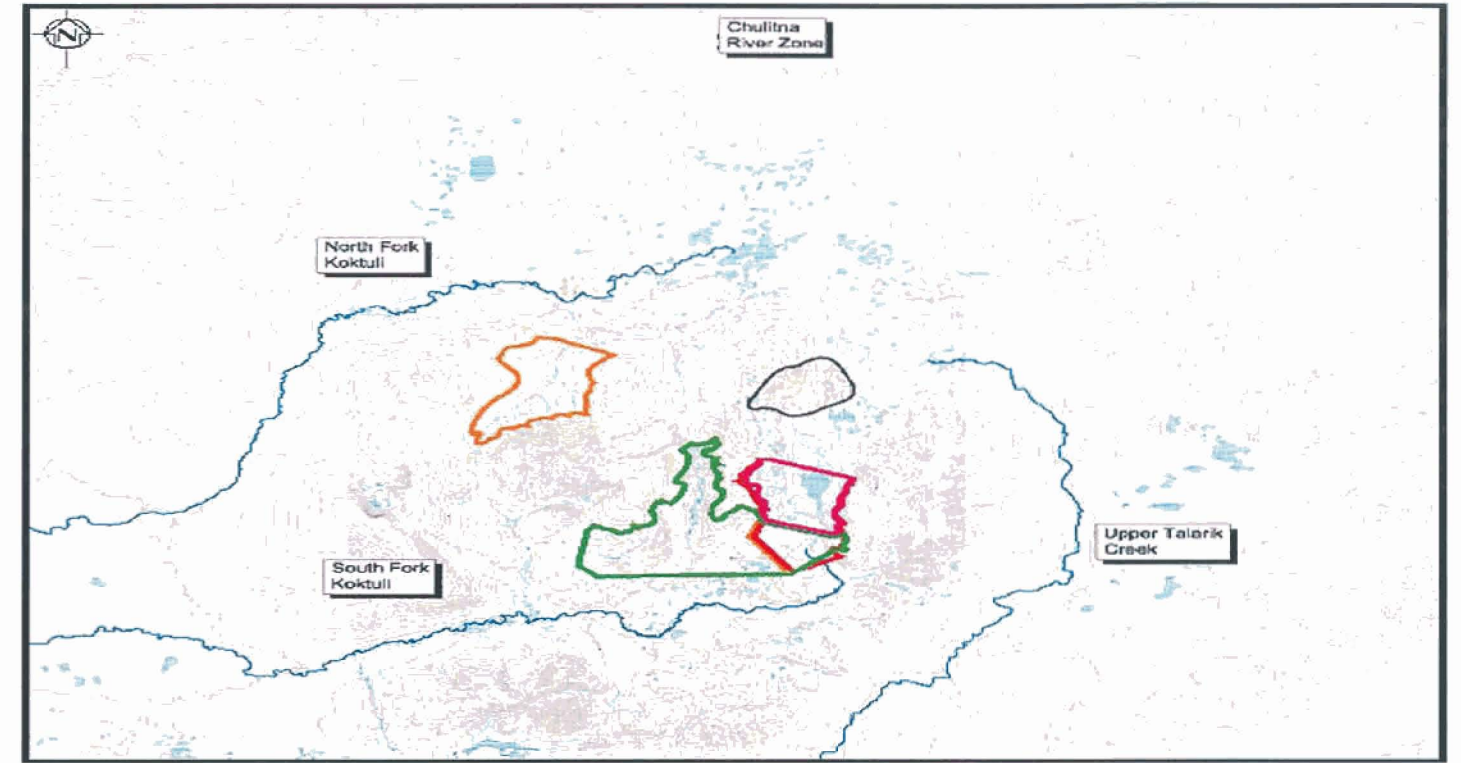 N
Chulitna
River Zone
North Fork
Koktuli
South Fork
Koktuli
Upper Talarik
Creek